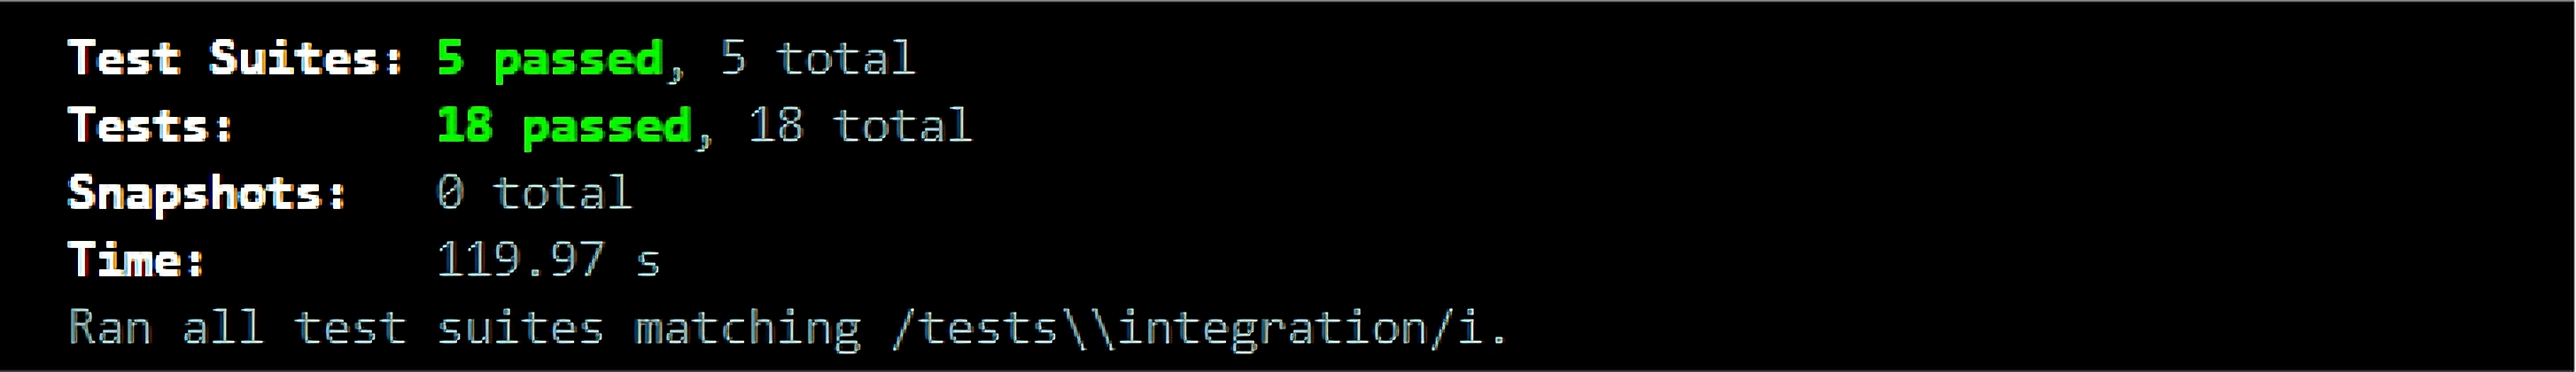 Test Suites: 5 passed, 5 total
Tests: 18 passed, 18 total
Snapshots: 0 total
Time: 119.97 s
Ran all test suites matching /tests\\integration/i.